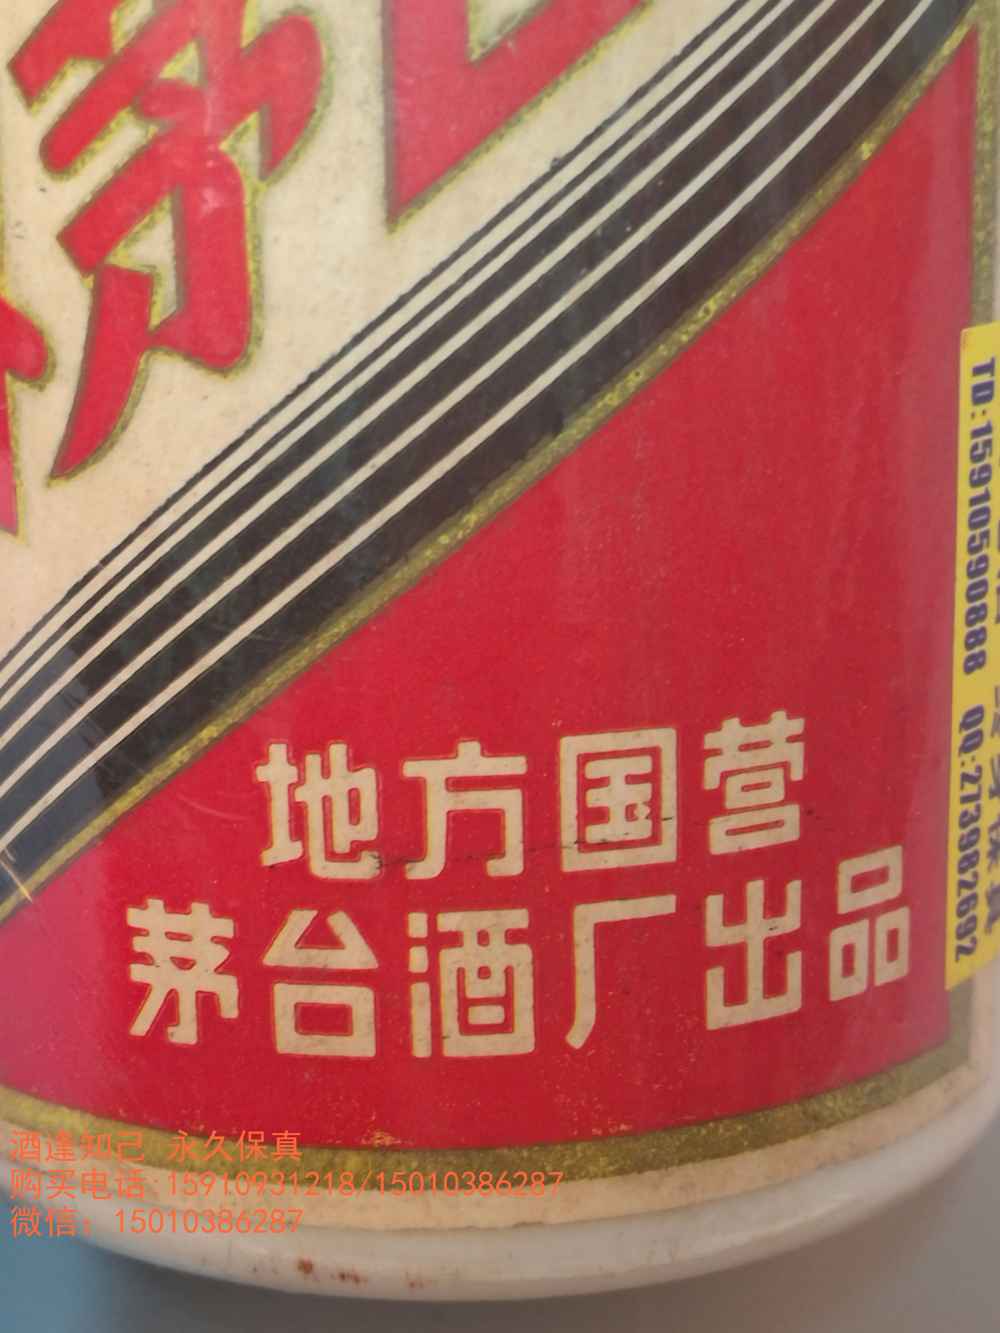 茅
地方国营
茅台酒厂出品
TD:15910590888 QQ:273982692
酒逢知己 永久保真
购买电话:15910931218/15010386287
微信：15010386287